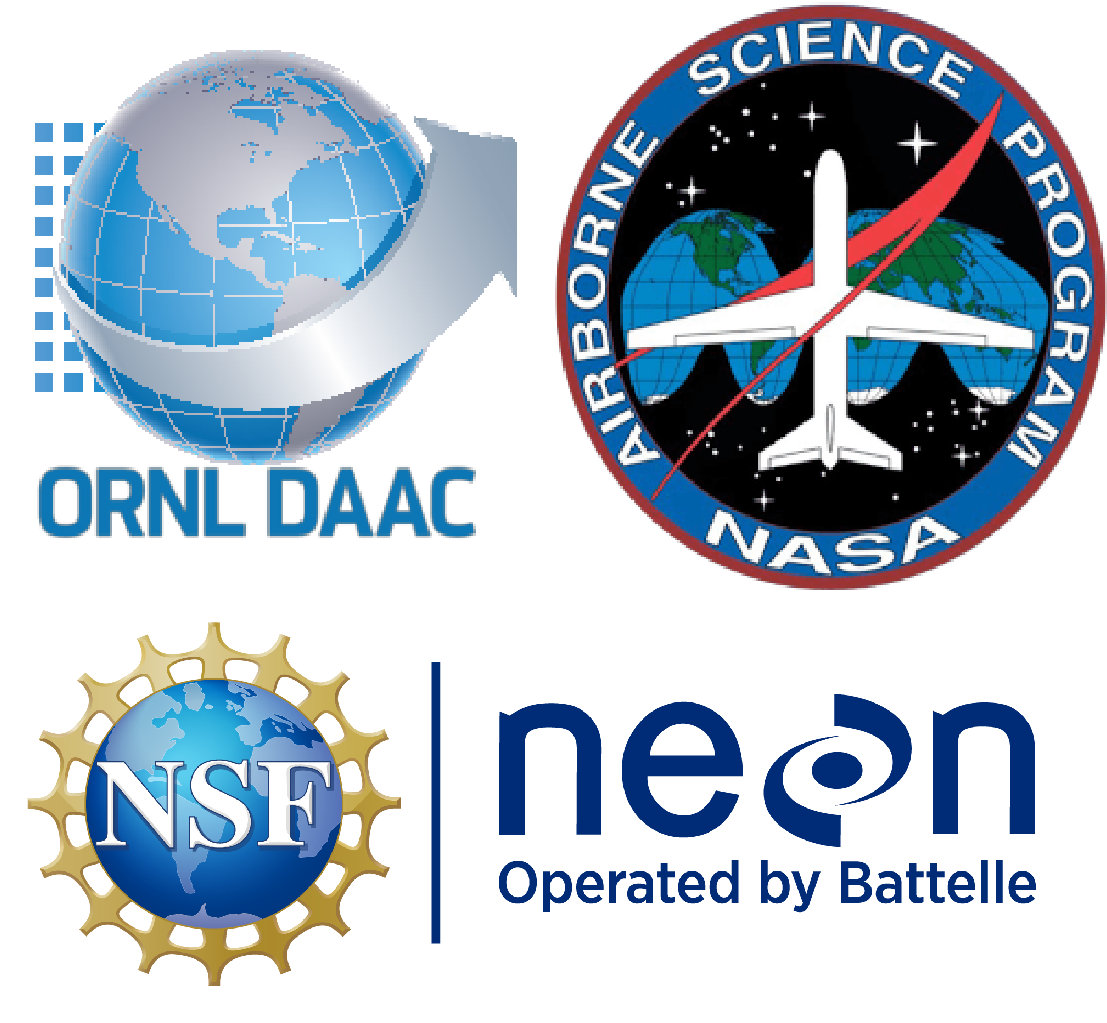 ORNL DAAC
AIRBORNE SCIENCE PROGRAM
NASA
NSF
neon
Operated by Battelle